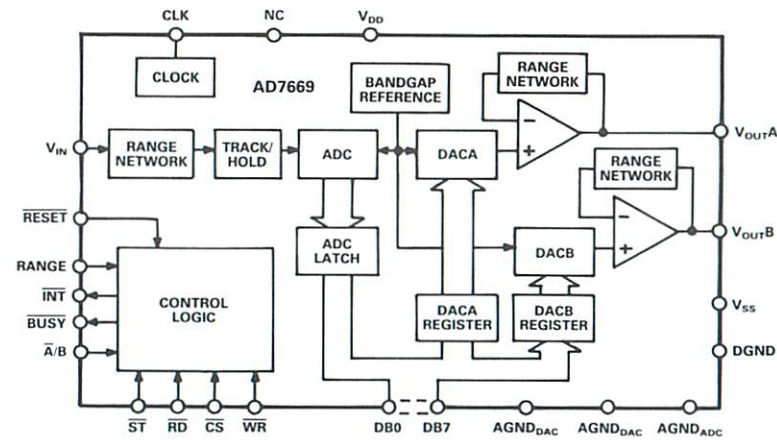 CLK
NC
VDD
CLOCK
AD7669
BANDGAP
REFERENCE
RANGE
NETWORK
VIN
RANGE
NETWORK
TRACK/
HOLD
ADC
DACA
VOUTA
RANGE
NETWORK
RESET
ADC
LATCH
DACB
VOUTB
RANGE
INT
BUSY
A/B
CONTROL
LOGIC
DACA
REGISTER
DACB
REGISTER
VSS
DGND
ST
RD
CS
WR
DB0
DB7
AGNDDAC
AGNDDAC
AGNDADC